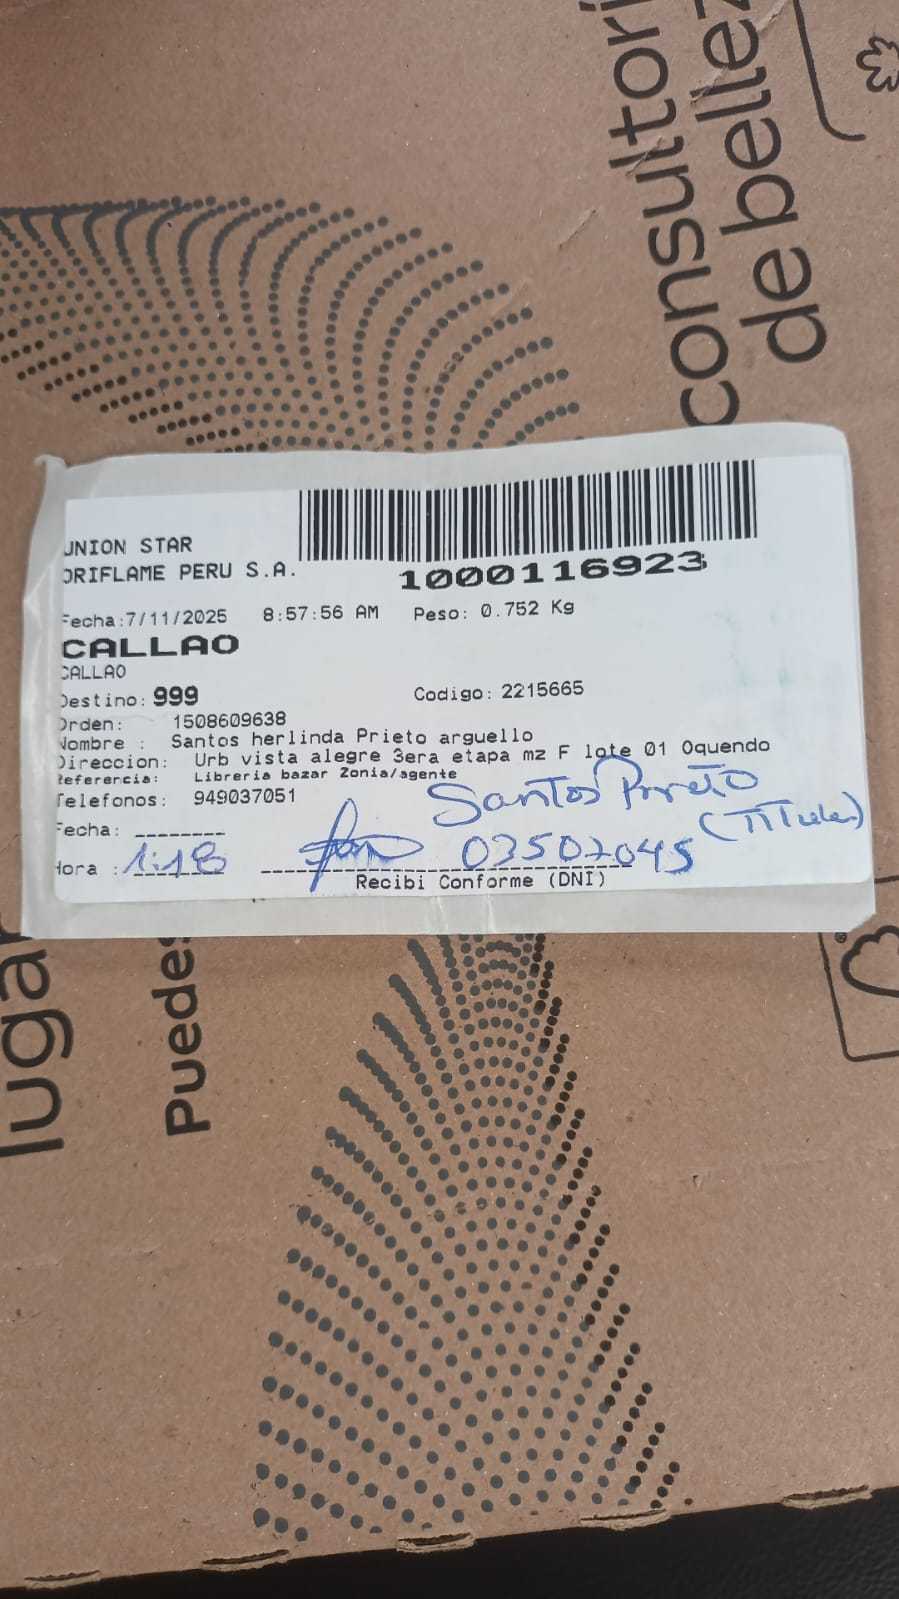 consultor
de bellez
UNION STAR
ORIFLAME PERU S.A.
1000116923
Fecha:7/11/2025 8:57:56 AM Peso: 0.752 Kg
CALLAO
CALLAO
Destino: 999 Codigo: 2215665
Orden: 1508609638
Nombre : Santos herlinda Prieto arguello
Direccion: Urb vista alegre 3era etapa mz F lote 01 Oquendo
Referencia: Libreria bazar Zonia/agente
Telefonos: 949037051
Santos Prieto
(Titular)
Fecha: --------
Hora : 1:18
03502045
Recibi Conforme (DNI)
lugar
Puedes